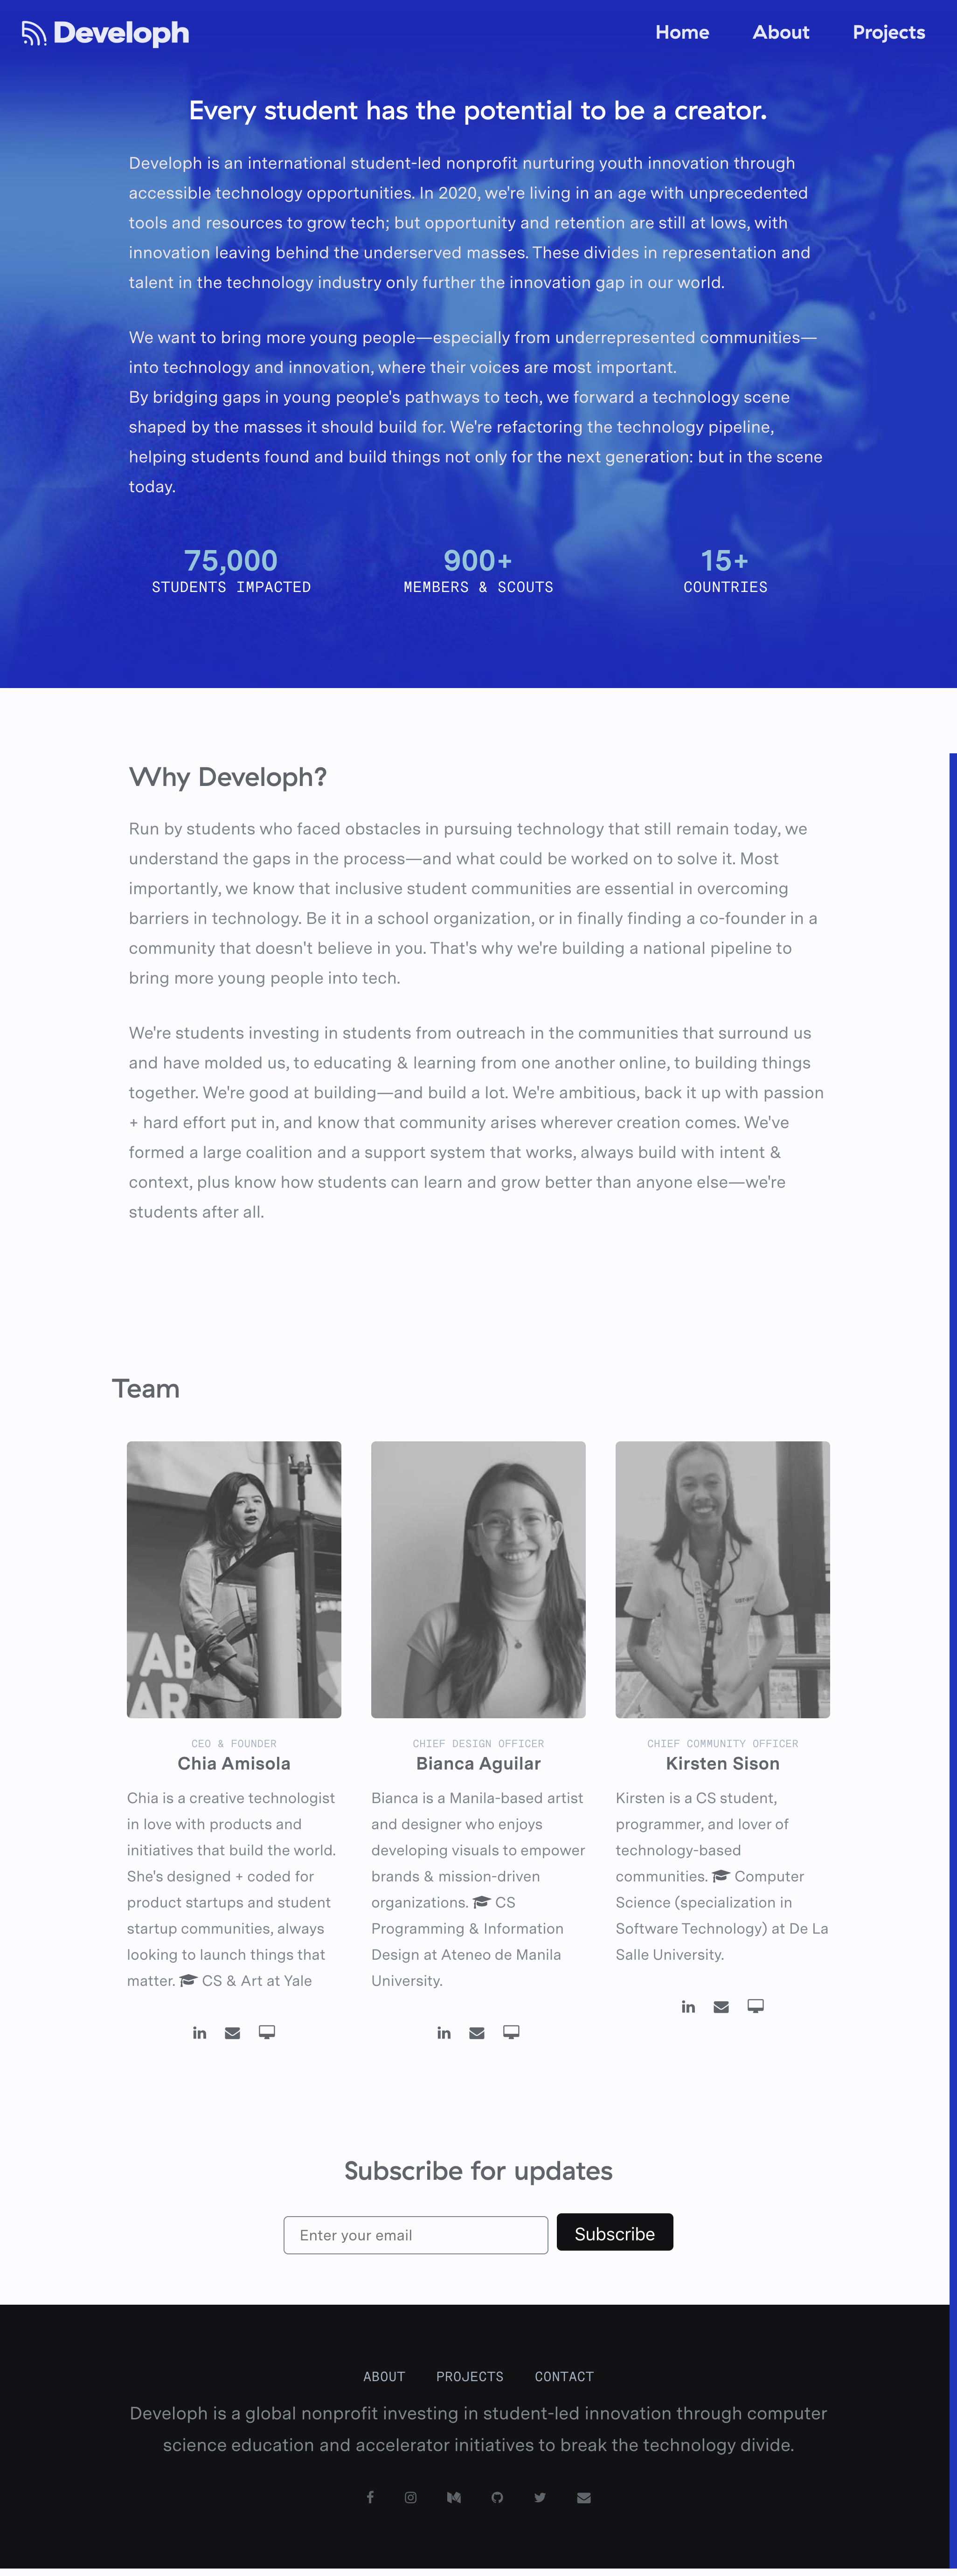 Developh
Home About Projects
Every student has the potential to be a creator.
Developh is an international student-led nonprofit nurturing youth innovation through
accessible technology opportunities. In 2020, we're living in an age with unprecedented
tools and resources to grow tech; but opportunity and retention are still at lows, with
innovation leaving behind the underserved masses. These divides in representation and
talent in the technology industry only further the innovation gap in our world.
We want to bring more young people—especially from underrepresented communities—
into technology and innovation, where their voices are most important.
By bridging gaps in young people's pathways to tech, we forward a technology scene
shaped by the masses it should build for. We're refactoring the technology pipeline,
helping students found and build things not only for the next generation: but in the scene
today.
75,000
STUDENTS IMPACTED
900+
MEMBERS & SCOUTS
15+
COUNTRIES
Why Developh?
Run by students who faced obstacles in pursuing technology that still remain today, we
understand the gaps in the process—and what could be worked on to solve it. Most
importantly, we know that inclusive student communities are essential in overcoming
barriers in technology. Be it in a school organization, or in finally finding a co-founder in a
community that doesn't believe in you. That's why we're building a national pipeline to
bring more young people into tech.
We're students investing in students from outreach in the communities that surround us
and have molded us, to educating & learning from one another online, to building things
together. We're good at building—and build a lot. We're ambitious, back it up with passion
+ hard effort put in, and know that community arises wherever creation comes. We've
formed a large coalition and a support system that works, always build with intent &
context, plus know how students can learn and grow better than anyone else—we're
students after all.
Team
CEO & FOUNDER
Chia Amisola
Chia is a creative technologist
in love with products and
initiatives that build the world.
She's designed + coded for
product startups and student
startup communities, always
looking to launch things that
matter. 🎓 CS & Art at Yale
CHIEF DESIGN OFFICER
Bianca Aguilar
Bianca is a Manila-based artist
and designer who enjoys
developing visuals to empower
brands & mission-driven
organizations. 🎓 CS
Programming & Information
Design at Ateneo de Manila
University.
CHIEF COMMUNITY OFFICER
Kirsten Sison
Kirsten is a CS student,
programmer, and lover of
technology-based
communities. 🎓 Computer
Science (specialization in
Software Technology) at De La
Salle University.
Subscribe for updates
Enter your email
Subscribe
ABOUT PROJECTS CONTACT
Developh is a global nonprofit investing in student-led innovation through computer
science education and accelerator initiatives to break the technology divide.